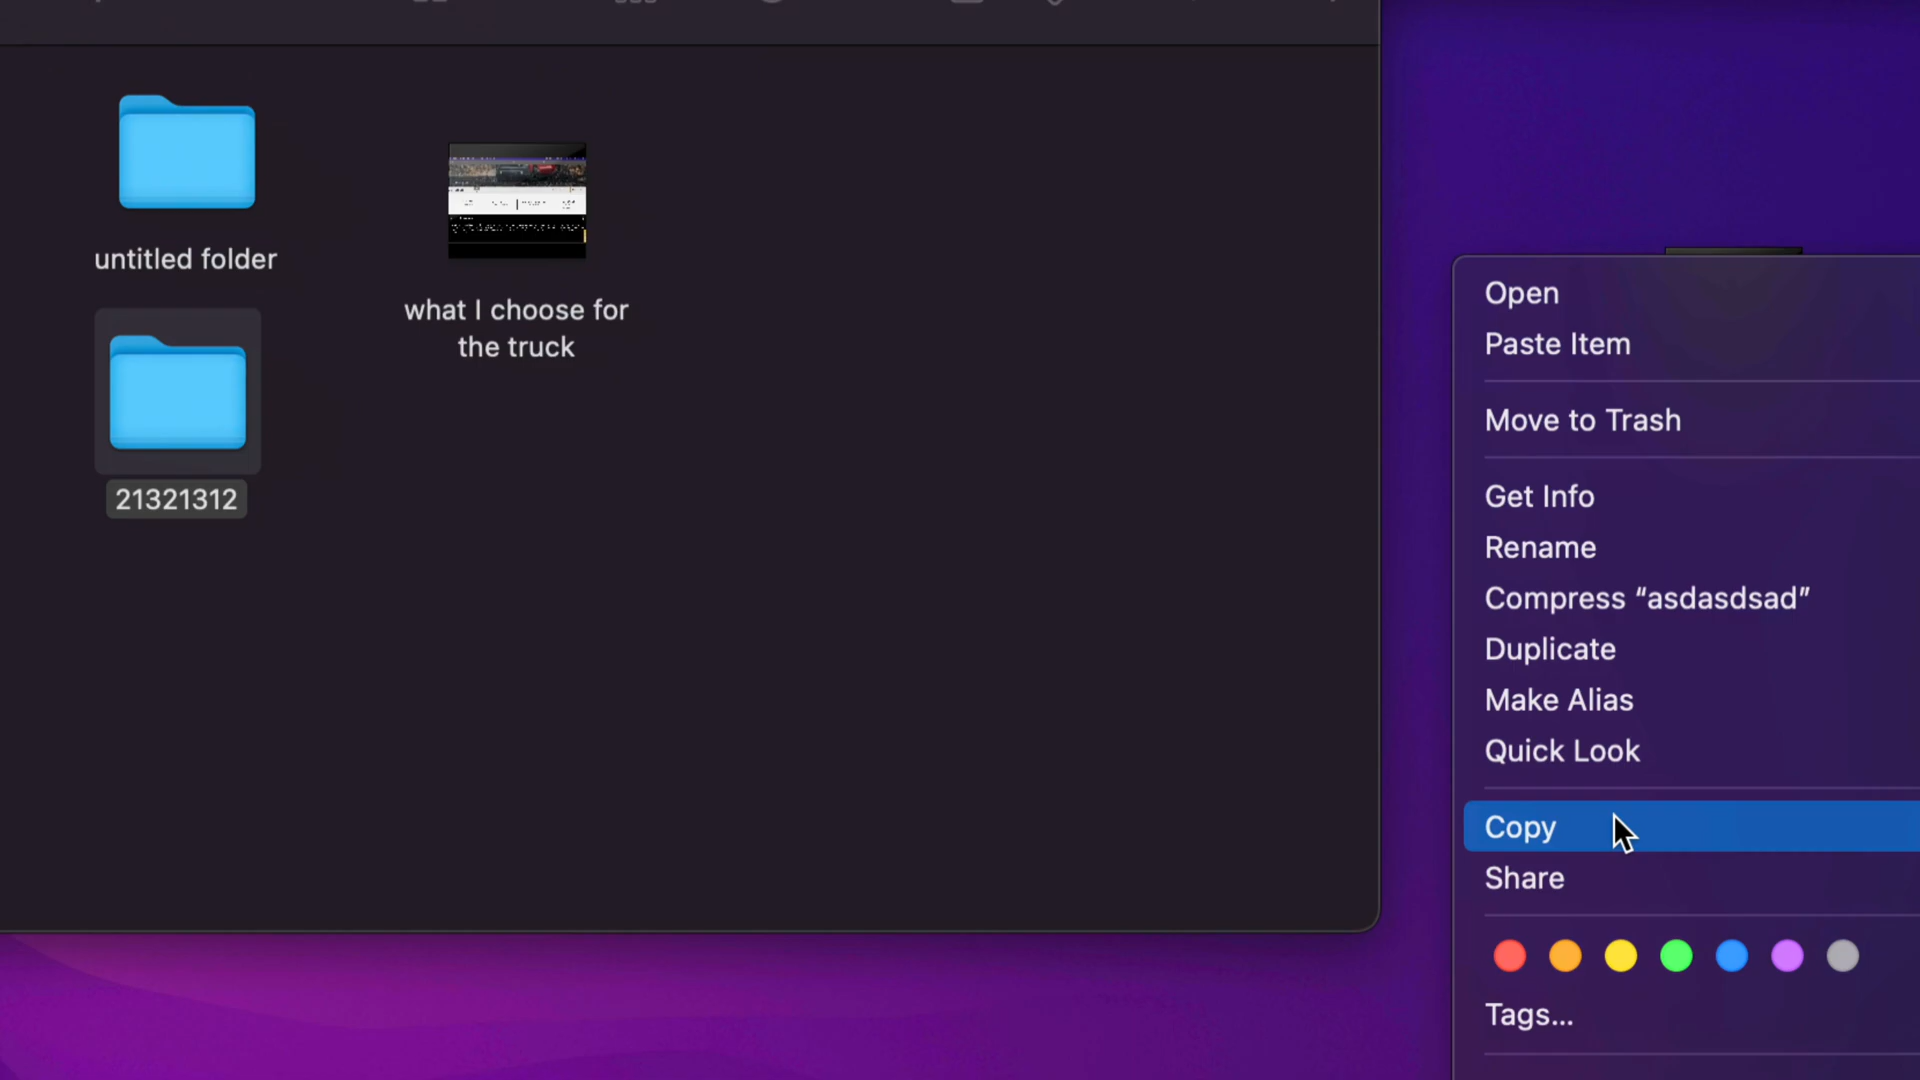 untitled folder
what I choose for
the truck
21321312
Open
Paste Item
Move to Trash
Get Info
Rename
Compress “asdasdsad”
Duplicate
Make Alias
Quick Look
Copy
Share
Tags...